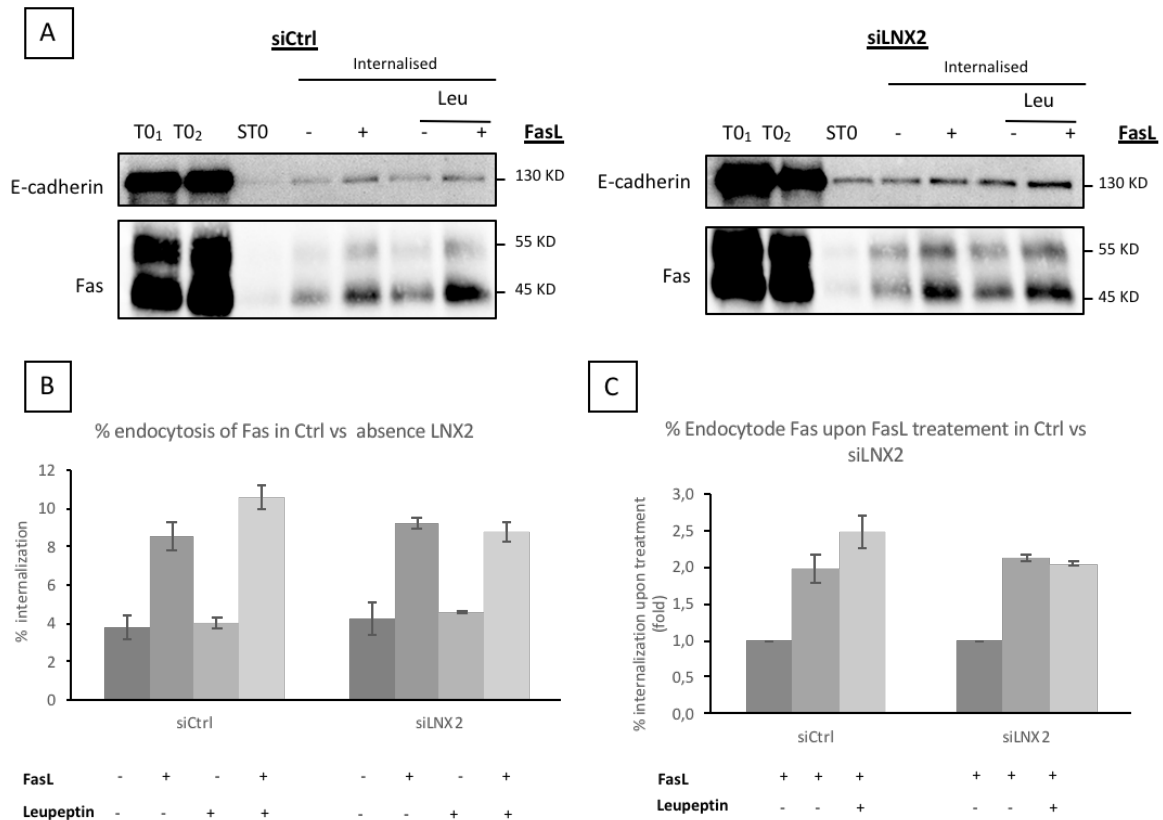 A
siCtrl
Internalised
Leu
T0₁ T0₂ ST0 - + - + FasL
E-cadherin
130 KD
Fas
55 KD
45 KD
siLNX2
Internalised
Leu
T0₁ T0₂ ST0 - + - + FasL
E-cadherin
130 KD
Fas
55 KD
45 KD
B
% endocytosis of Fas in Ctrl vs absence LNX2
% internalization
12
10
8
6
4
2
0
siCtrl siLNX2
FasL - + - + - + - +
Leupeptin - - + + - - + +
C
% Endocytode Fas upon FasL treatement in Ctrl vs
siLNX2
% internalization upon treatment
(fold)
3,0
2,5
2,0
1,5
1,0
0,5
0,0
siCtrl siLNX2
FasL + + + + + +
Leupeptin - - + - - +